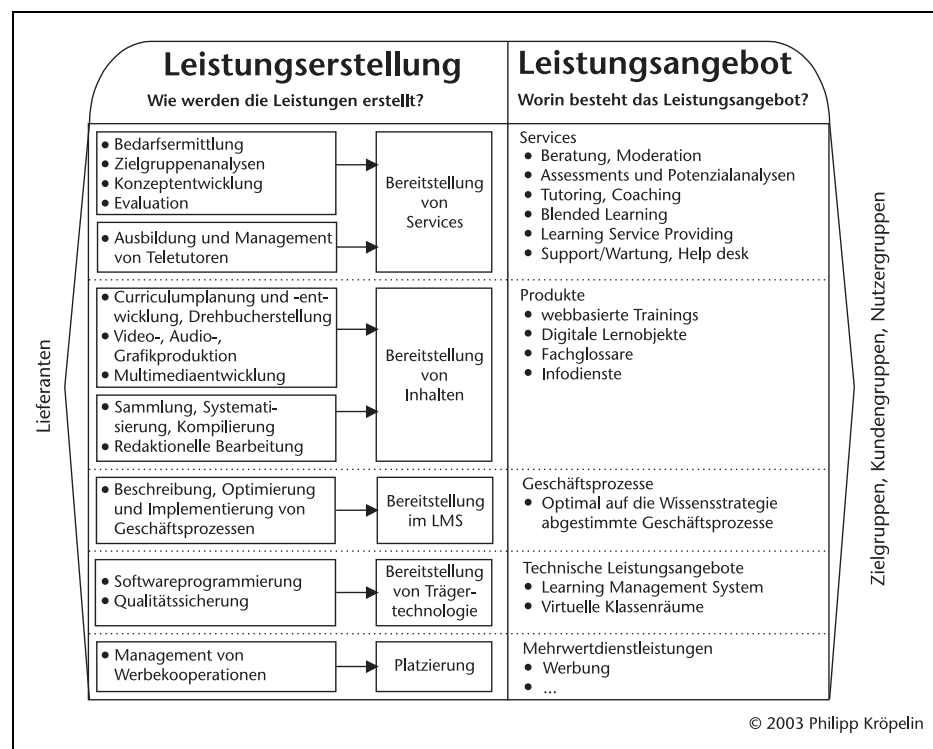 Leistungserstellung
Wie werden die Leistungen erstellt?
Leistungsangebot
Worin besteht das Leistungsangebot?
Lieferanten
• Bedarfsermittlung
• Zielgruppenanalysen
• Konzeptentwicklung
• Evaluation
• Ausbildung und Management
von Teletutoren
Bereitstellung
von
Services
Services
• Beratung, Moderation
• Assessments und Potenzialanalysen
• Tutoring, Coaching
• Blended Learning
• Learning Service Providing
• Support/Wartung, Help desk
• Curriculumplanung und -ent-
wicklung, Drehbucherstellung
• Video-, Audio-,
Grafikproduktion
• Multimediaentwicklung
• Sammlung, Systemati-
sierung, Kompilierung
• Redaktionelle Bearbeitung
Bereitstellung
von
Inhalten
Produkte
• webbasierte Trainings
• Digitale Lernobjekte
• Fachglossare
• Infodienste
• Beschreibung, Optimierung
und Implementierung von
Geschäftsprozessen
Bereitstellung
im LMS
Geschäftsprozesse
• Optimal auf die Wissensstrategie
abgestimmte Geschäftsprozesse
• Softwareprogrammierung
• Qualitätssicherung
Bereitstellung
von Träger-
technologie
Technische Leistungsangebote
• Learning Management System
• Virtuelle Klassenräume
• Management von
Werbekooperationen
Platzierung
Mehrwertdienstleistungen
• Werbung
• ...
Zielgruppen, Kundengruppen, Nutzergruppen
© 2003 Philipp Kröpelin